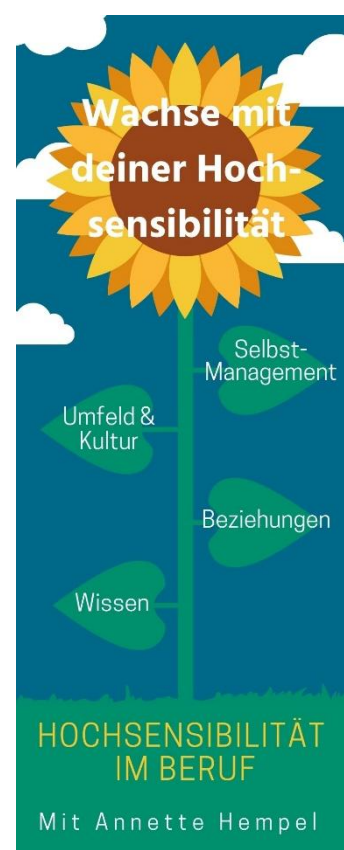 Wachse mit
deiner Hoch-
sensibilität
Selbst-
Management
Umfeld &
Kultur
Beziehungen
Wissen
HOCHSENSIBILITÄT
IM BERUF
Mit Annette Hempel